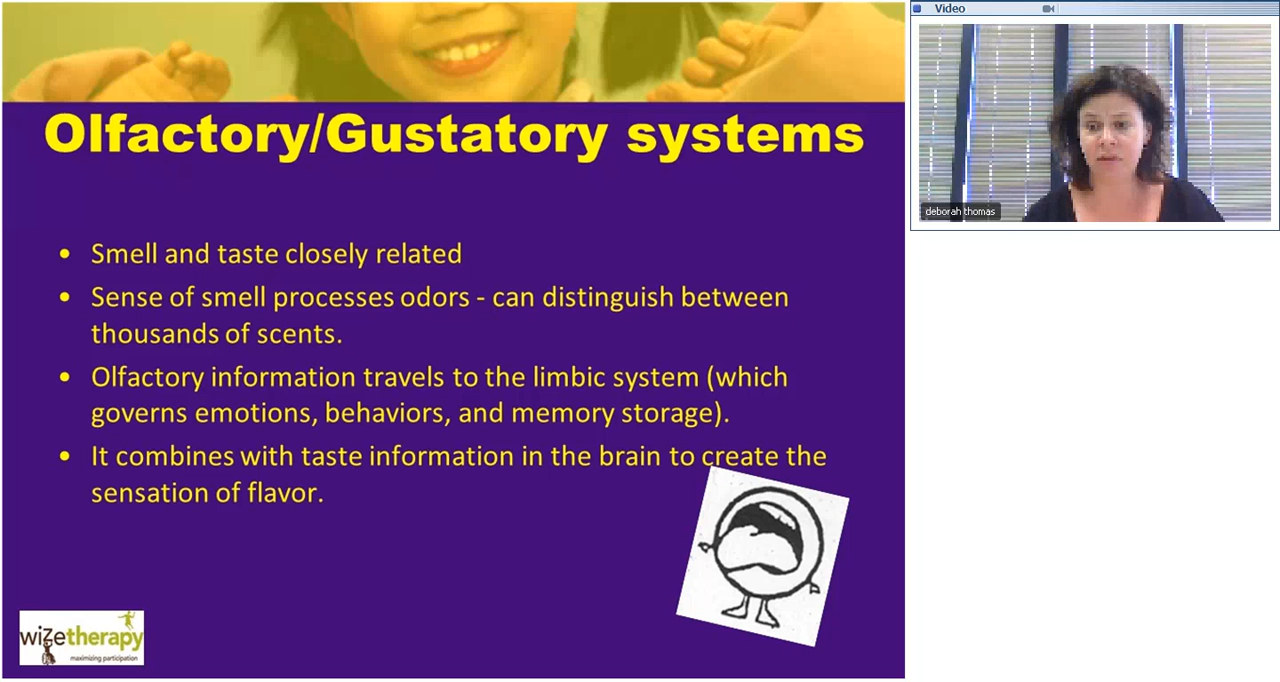 Olfactory/Gustatory systems
• Smell and taste closely related
• Sense of smell processes odors - can distinguish between
thousands of scents.
• Olfactory information travels to the limbic system (which
governs emotions, behaviors, and memory storage).
• It combines with taste information in the brain to create the
sensation of flavor.
wizetherapy
maximizing participation
Video
deborah thomas